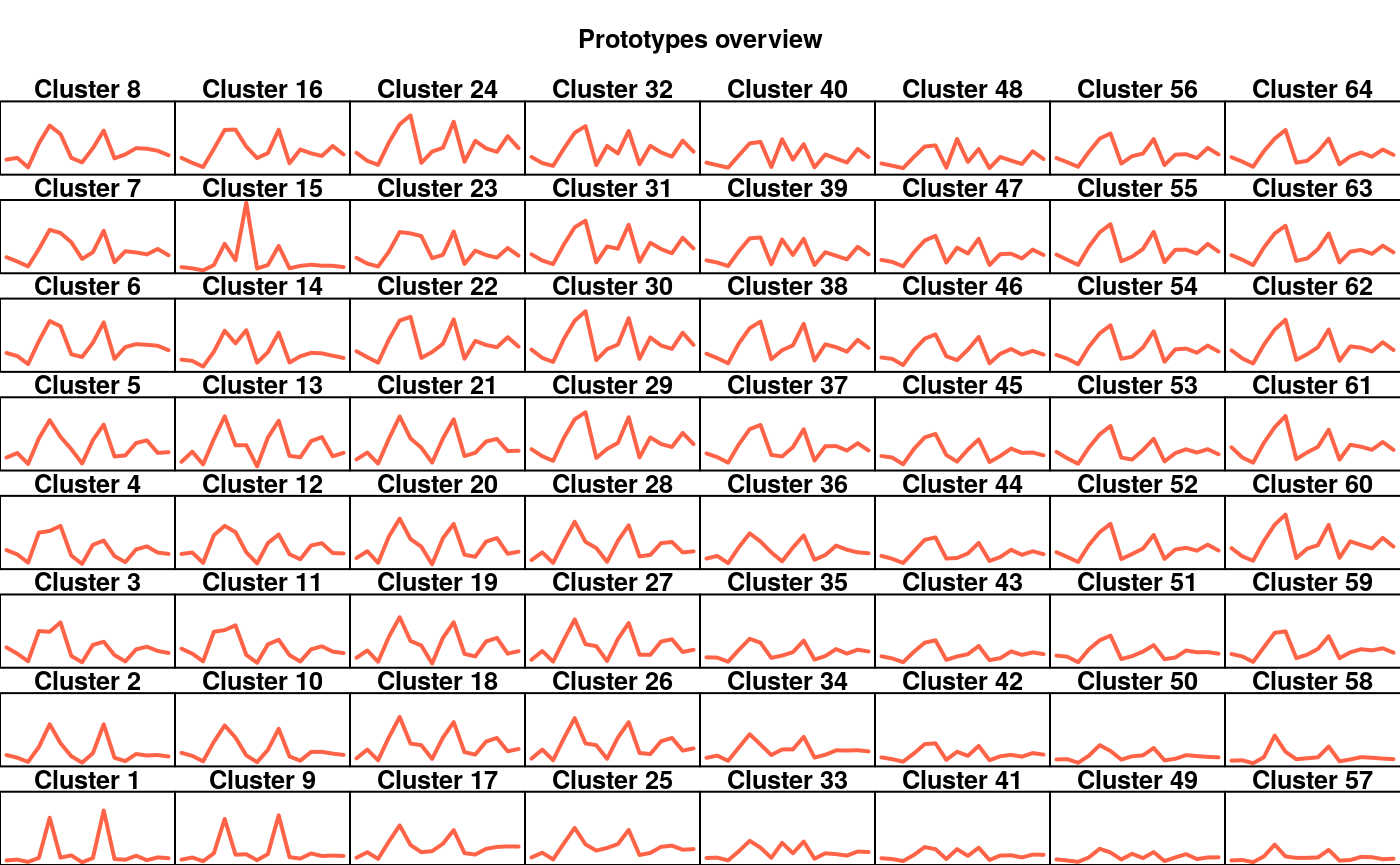 Prototypes overview
Cluster 8 Cluster 16 Cluster 24 Cluster 32 Cluster 40 Cluster 48 Cluster 56 Cluster 64
Cluster 7 Cluster 15 Cluster 23 Cluster 31 Cluster 39 Cluster 47 Cluster 55 Cluster 63
Cluster 6 Cluster 14 Cluster 22 Cluster 30 Cluster 38 Cluster 46 Cluster 54 Cluster 62
Cluster 5 Cluster 13 Cluster 21 Cluster 29 Cluster 37 Cluster 45 Cluster 53 Cluster 61
Cluster 4 Cluster 12 Cluster 20 Cluster 28 Cluster 36 Cluster 44 Cluster 52 Cluster 60
Cluster 3 Cluster 11 Cluster 19 Cluster 27 Cluster 35 Cluster 43 Cluster 51 Cluster 59
Cluster 2 Cluster 10 Cluster 18 Cluster 26 Cluster 34 Cluster 42 Cluster 50 Cluster 58
Cluster 1 Cluster 9 Cluster 17 Cluster 25 Cluster 33 Cluster 41 Cluster 49 Cluster 57